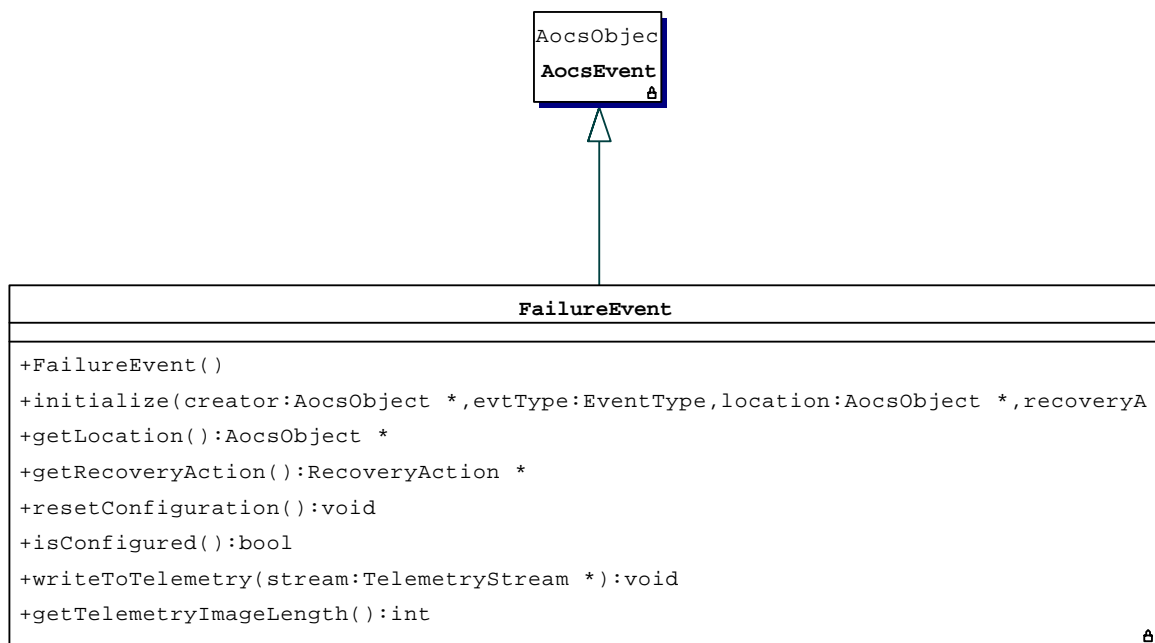 AocsObjec
AocsEvent
FailureEvent
+FailureEvent()
+initialize(creator:AocsObject *,evtType:EventType,location:AocsObject *,recoveryA
+getLocation():AocsObject *
+getRecoveryAction():RecoveryAction *
+resetConfiguration():void
+isConfigured():bool
+writeToTelemetry(stream:TelemetryStream *):void
+getTelemetryImageLength():int